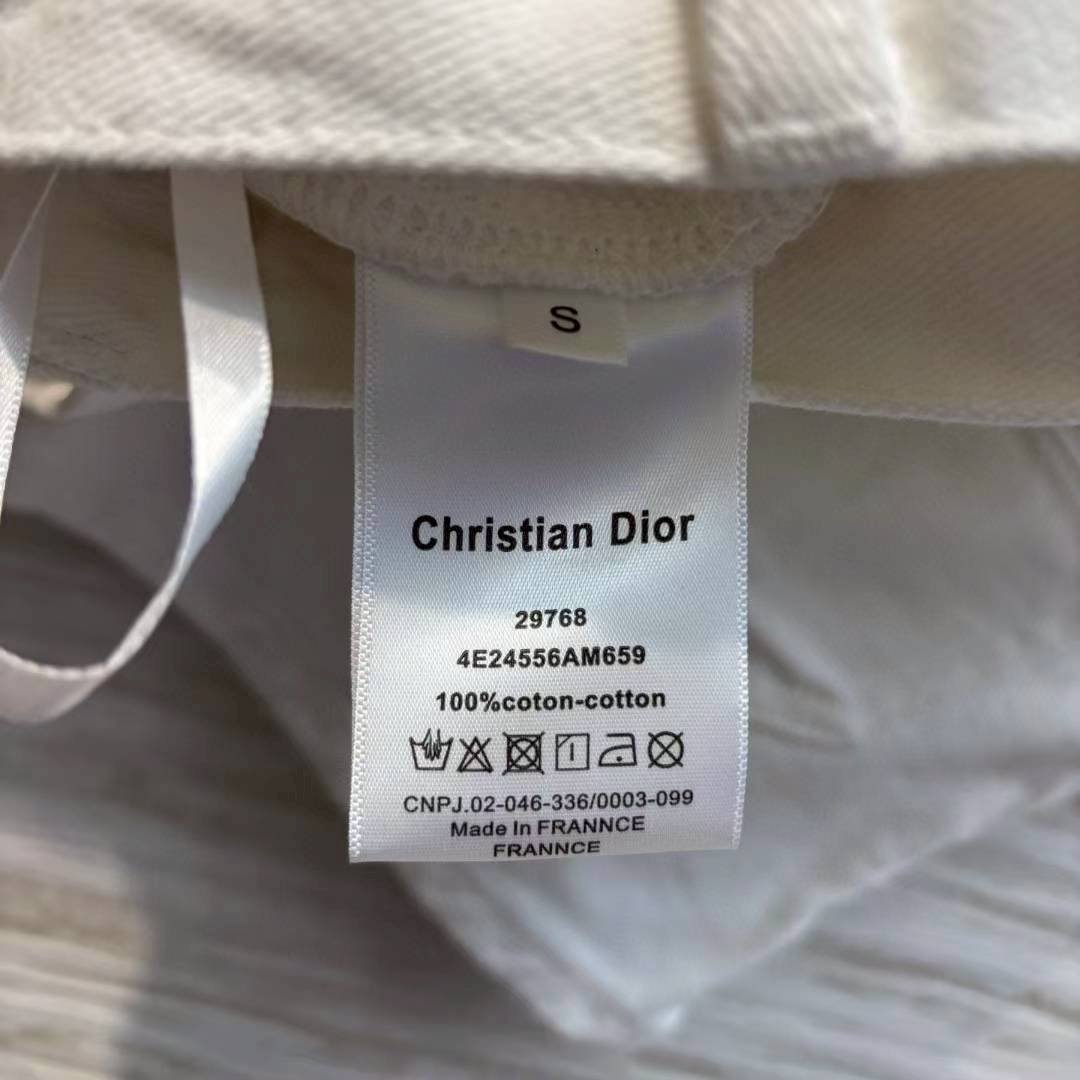 S
Christian Dior
29768
4E24556AM659
100%coton-cotton
CNPJ.02-046-336/0003-099
Made In FRANNCE
FRANNCE